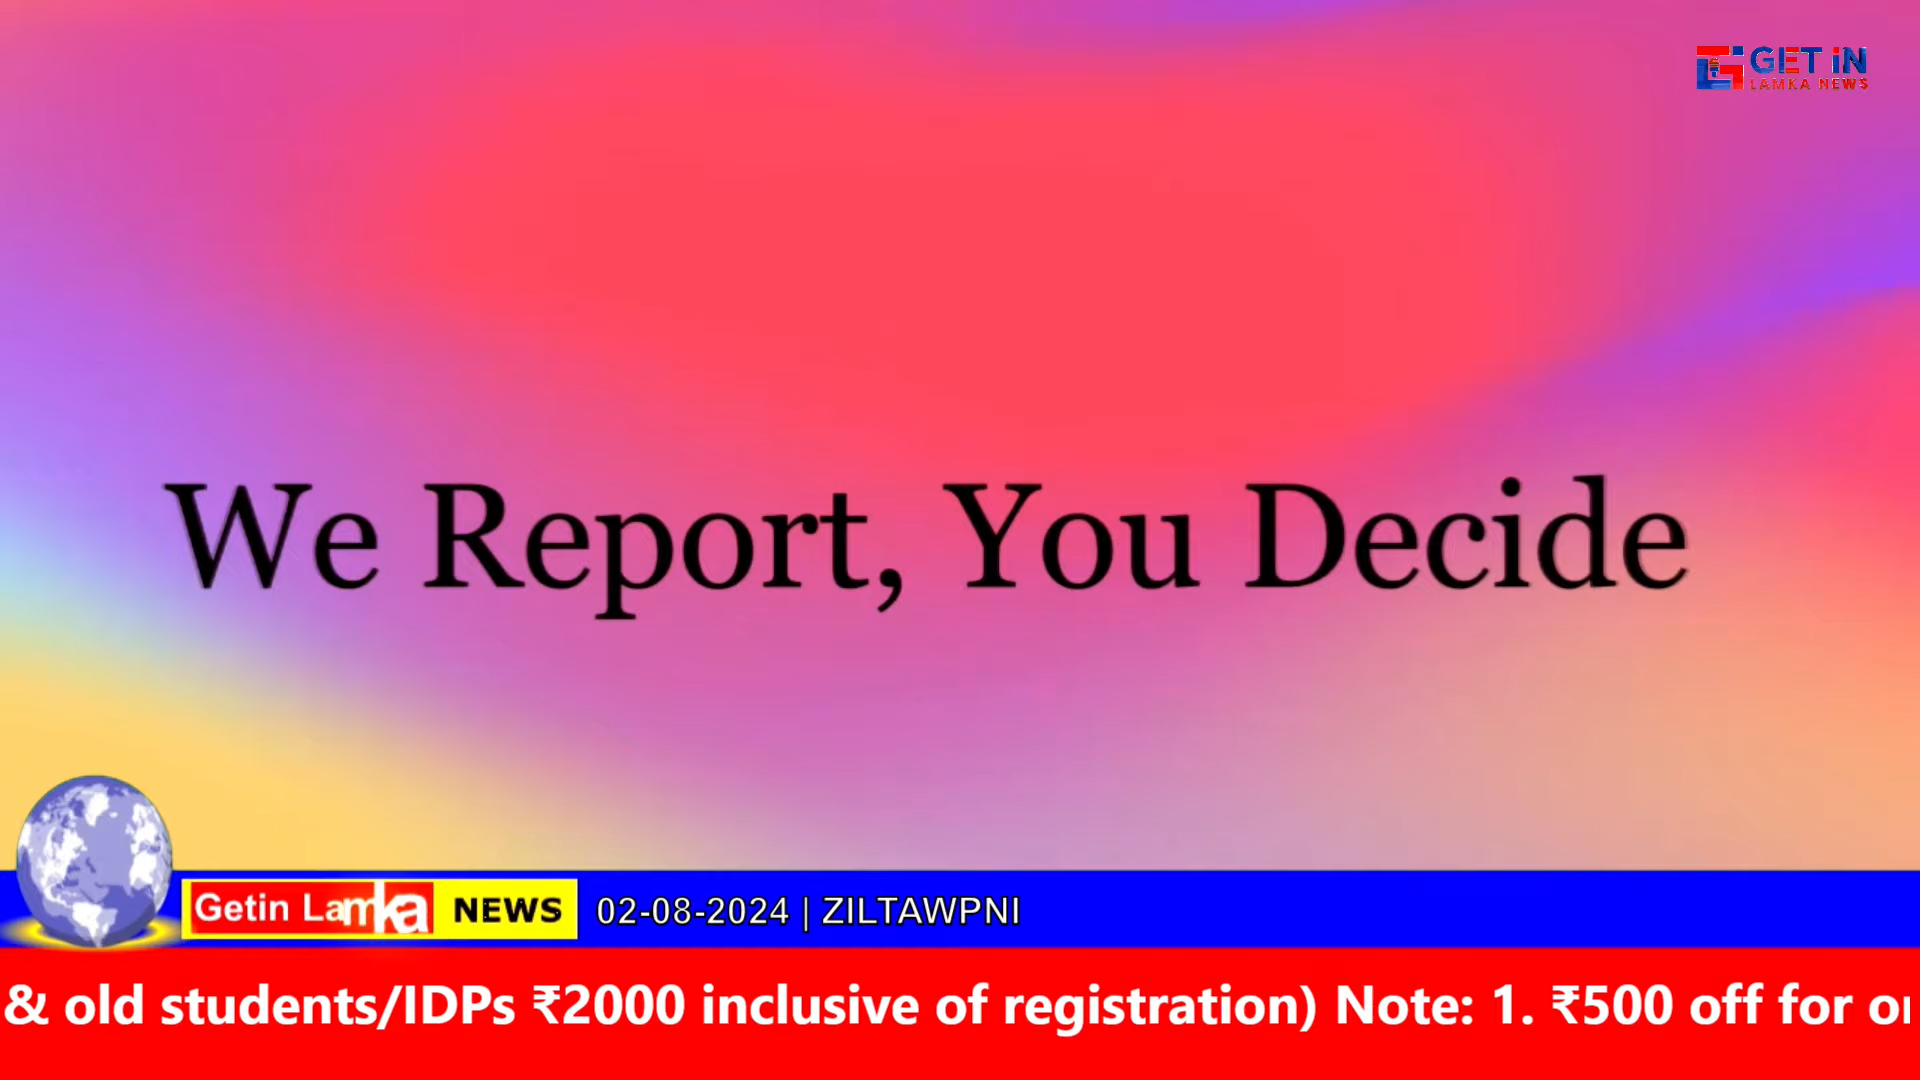 GET iN
LAMKA NEWS
We Report, You Decide
Getin Lamka NEWS 02-08-2024 | ZILTAWPNI
& old students/IDPs ₹2000 inclusive of registration) Note: 1. ₹500 off for